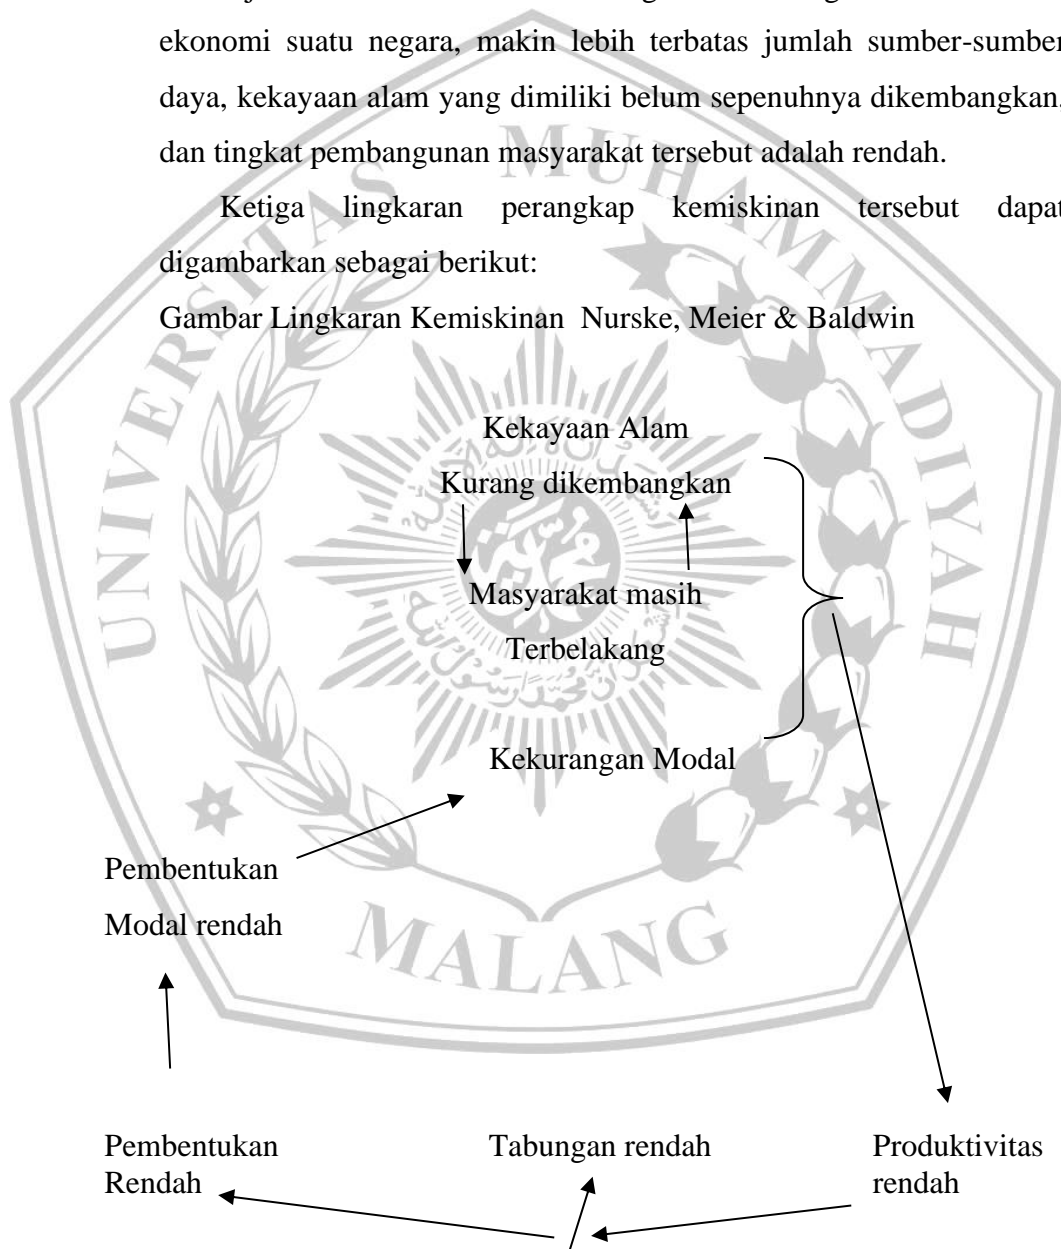 ekonomi suatu negara, makin lebih terbatas jumlah sumber-sumber
daya, kekayaan alam yang dimiliki belum sepenuhnya dikembangkan,
dan tingkat pembangunan masyarakat tersebut adalah rendah.
Ketiga lingkaran perangkap kemiskinan tersebut dapat
digambarkan sebagai berikut:
Gambar Lingkaran Kemiskinan Nurske, Meier & Baldwin
UNIVERSITAS MUHAMMADIYAH
Kekayaan Alam
Kurang dikembangkan
Masyarakat masih
Terbelakang
Kekurangan Modal
Pembentukan
Modal rendah
MALANG
Pembentukan
Rendah
Tabungan rendah
Produktivitas
rendah